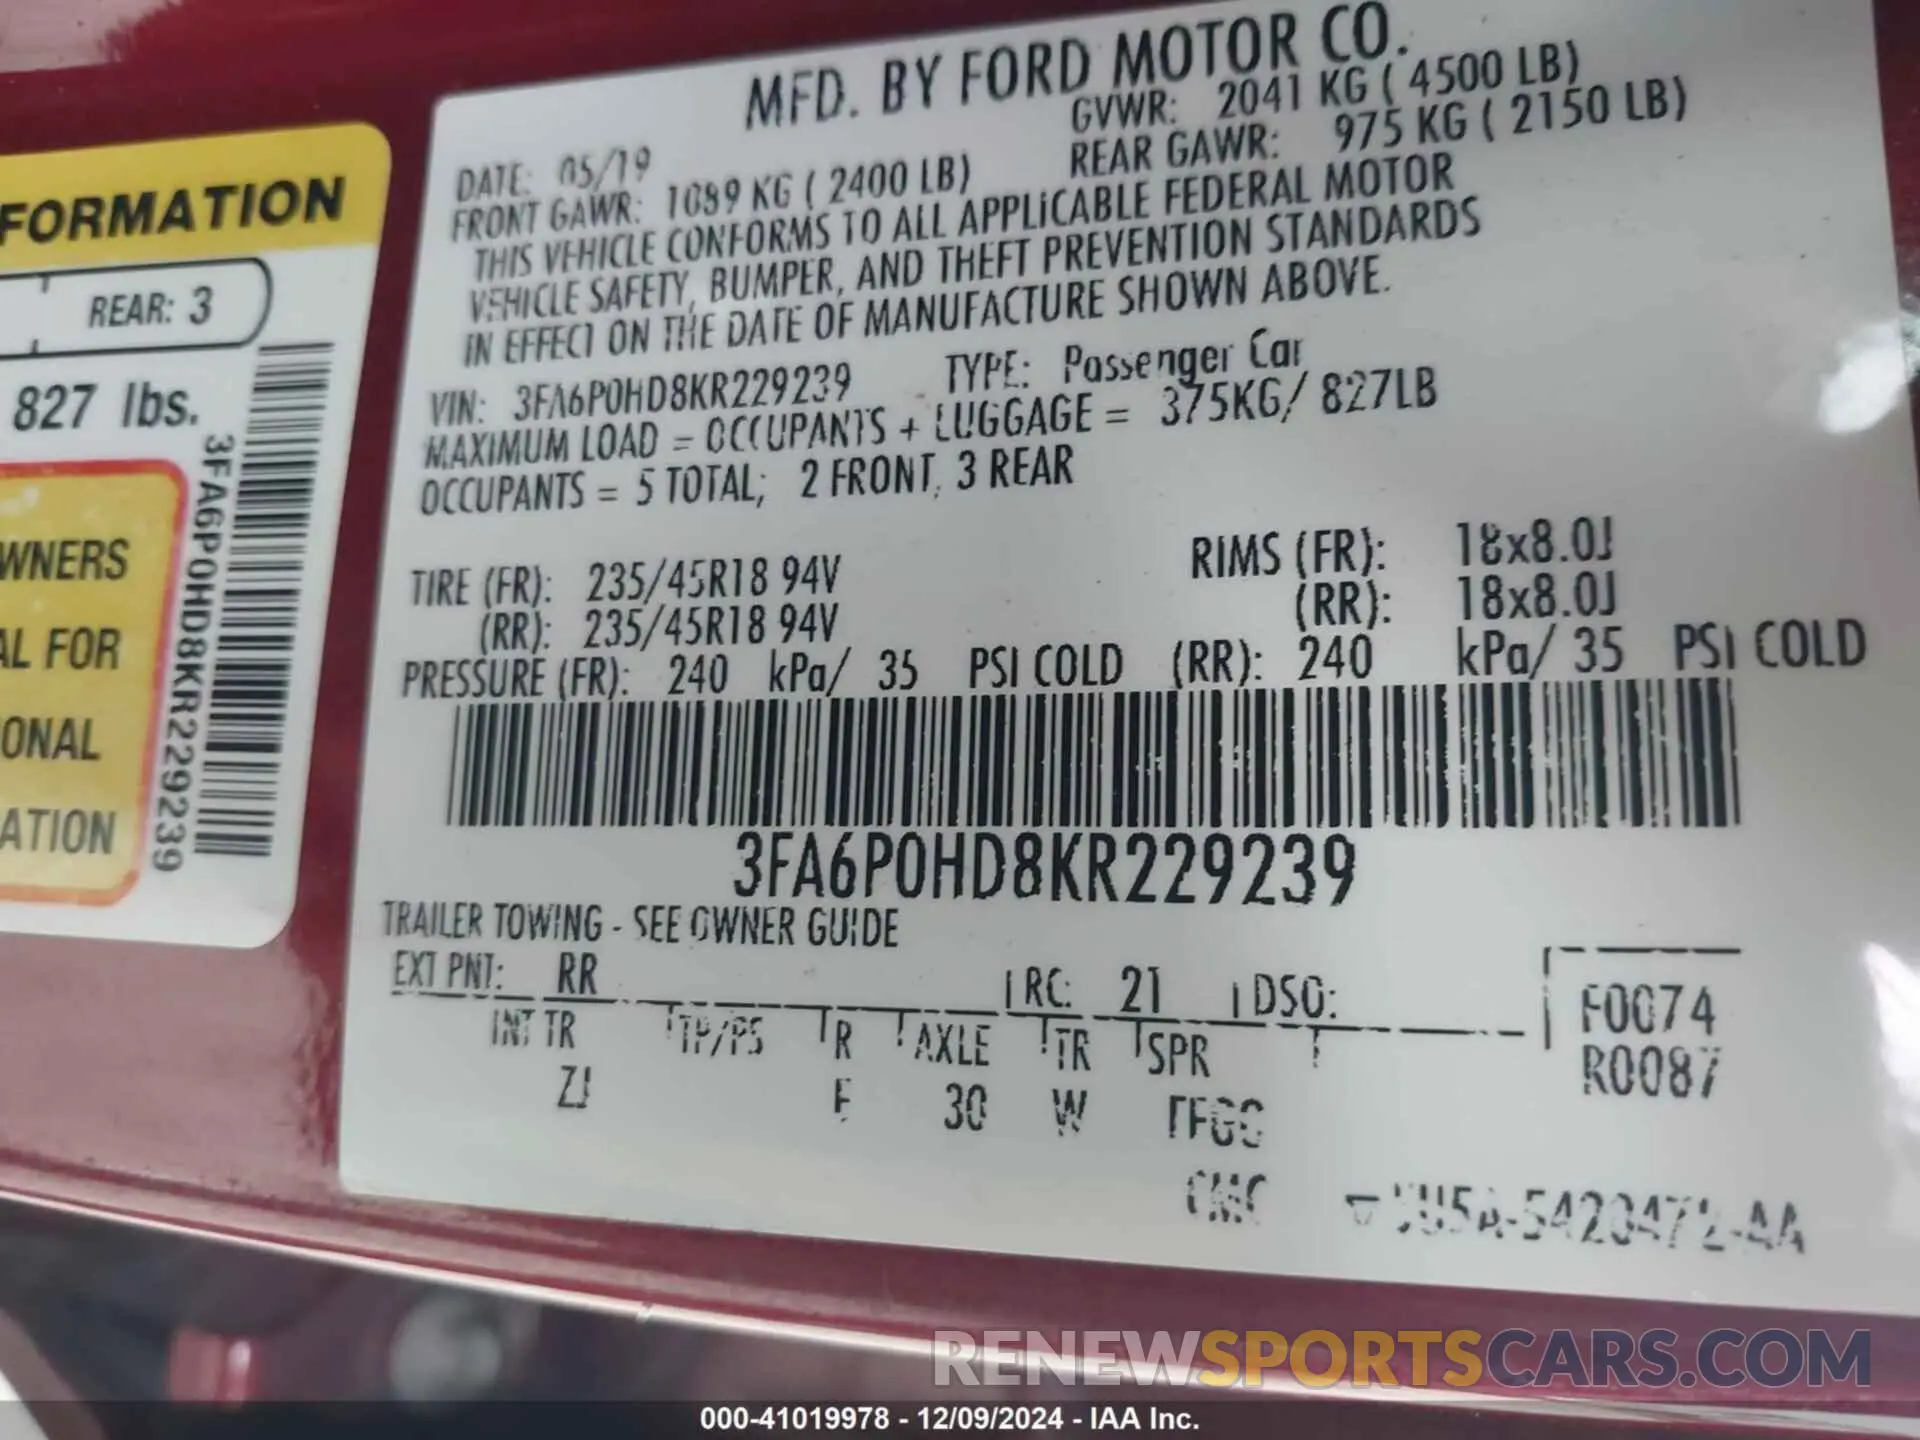 MFD. BY FORD MOTOR CO.
DATE: 05/19 GVWR: 2041 KG ( 4500 LB)
FRONT GAWR: 1089 KG ( 2400 LB) REAR GAWR: 975 KG ( 2150 LB)
THIS VEHICLE CONFORMS TO ALL APPLICABLE FEDERAL MOTOR
VEHICLE SAFETY, BUMPER, AND THEFT PREVENTION STANDARDS
IN EFFECT ON THE DATE OF MANUFACTURE SHOWN ABOVE.
VIN: 3FA6P0HD8KR229239 TYPE: Passenger Car
MAXIMUM LOAD = OCCUPANTS + LUGGAGE = 375KG/ 827LB
OCCUPANTS = 5 TOTAL; 2 FRONT, 3 REAR
TIRE (FR): 235/45R18 94V RIMS (FR): 18x8.0J
(RR): 235/45R18 94V (RR): 18x8.0J
PRESSURE (FR): 240 kPa/ 35 PSI COLD (RR): 240 kPa/ 35 PSI COLD
3FA6P0HD8KR229239
TRAILER TOWING - SEE OWNER GUIDE
EXT PNT: RR RC: 21 DSO: F0074
INT TR TP/PS R AXLE TR SPR R0087
ZJ 30 W
FORMATION
REAR: 3
827 lbs.
3FA6P0HD8KR229239
WNERS
AL FOR
ONAL
ATION
RENEWSPORTSCARS.COM
000-41019978 - 12/09/2024 - IAA Inc.